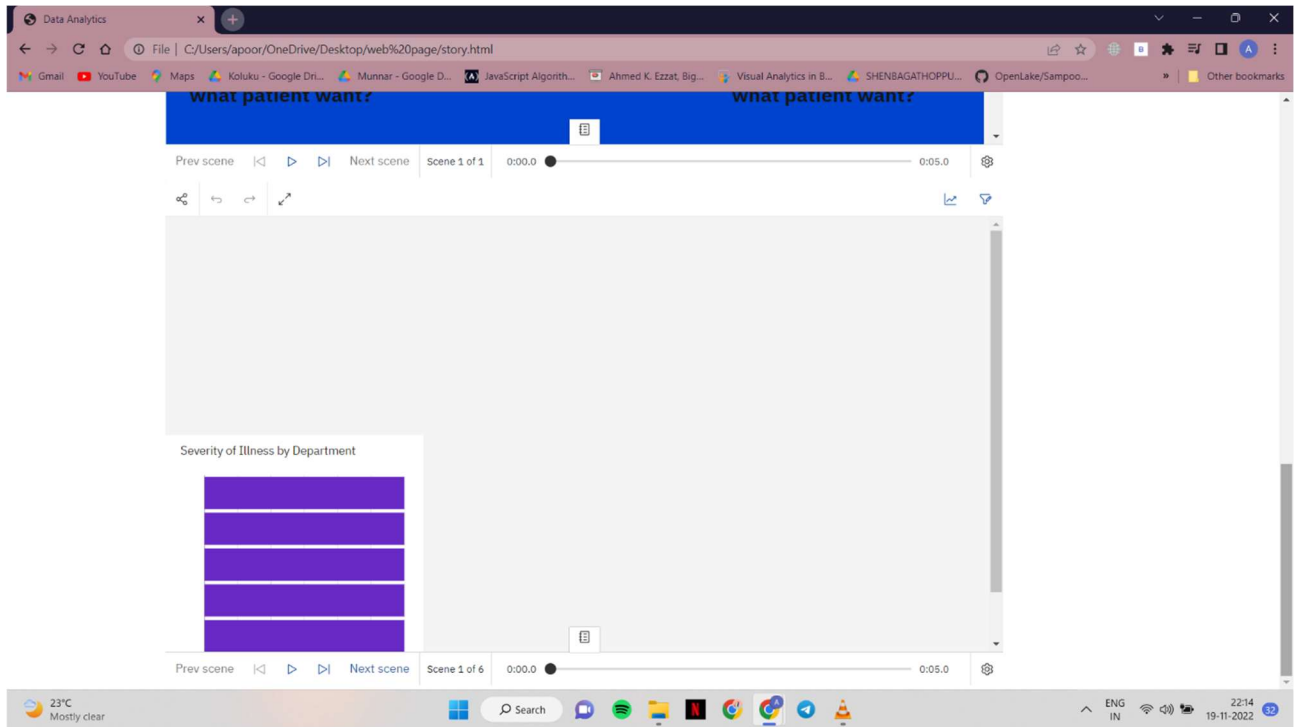 Data Analytics
File | C:/Users/apoor/OneDrive/Desktop/web%20page/story.html
Gmail YouTube Maps Koluku - Google Dri... Munnar - Google D... JavaScript Algorith... Ahmed K. Ezzat, Big... Visual Analytics in B... SHENBAGATHOPPU... OpenLake/Sampoo... » Other bookmarks
what patient want? what patient want?
Prev scene Next scene Scene 1 of 1 0:00.0 0:05.0
Severity of Illness by Department
Prev scene Next scene Scene 1 of 6 0:00.0 0:05.0
23°C
Mostly clear
Search
ENG
IN
22:14
19-11-2022
32